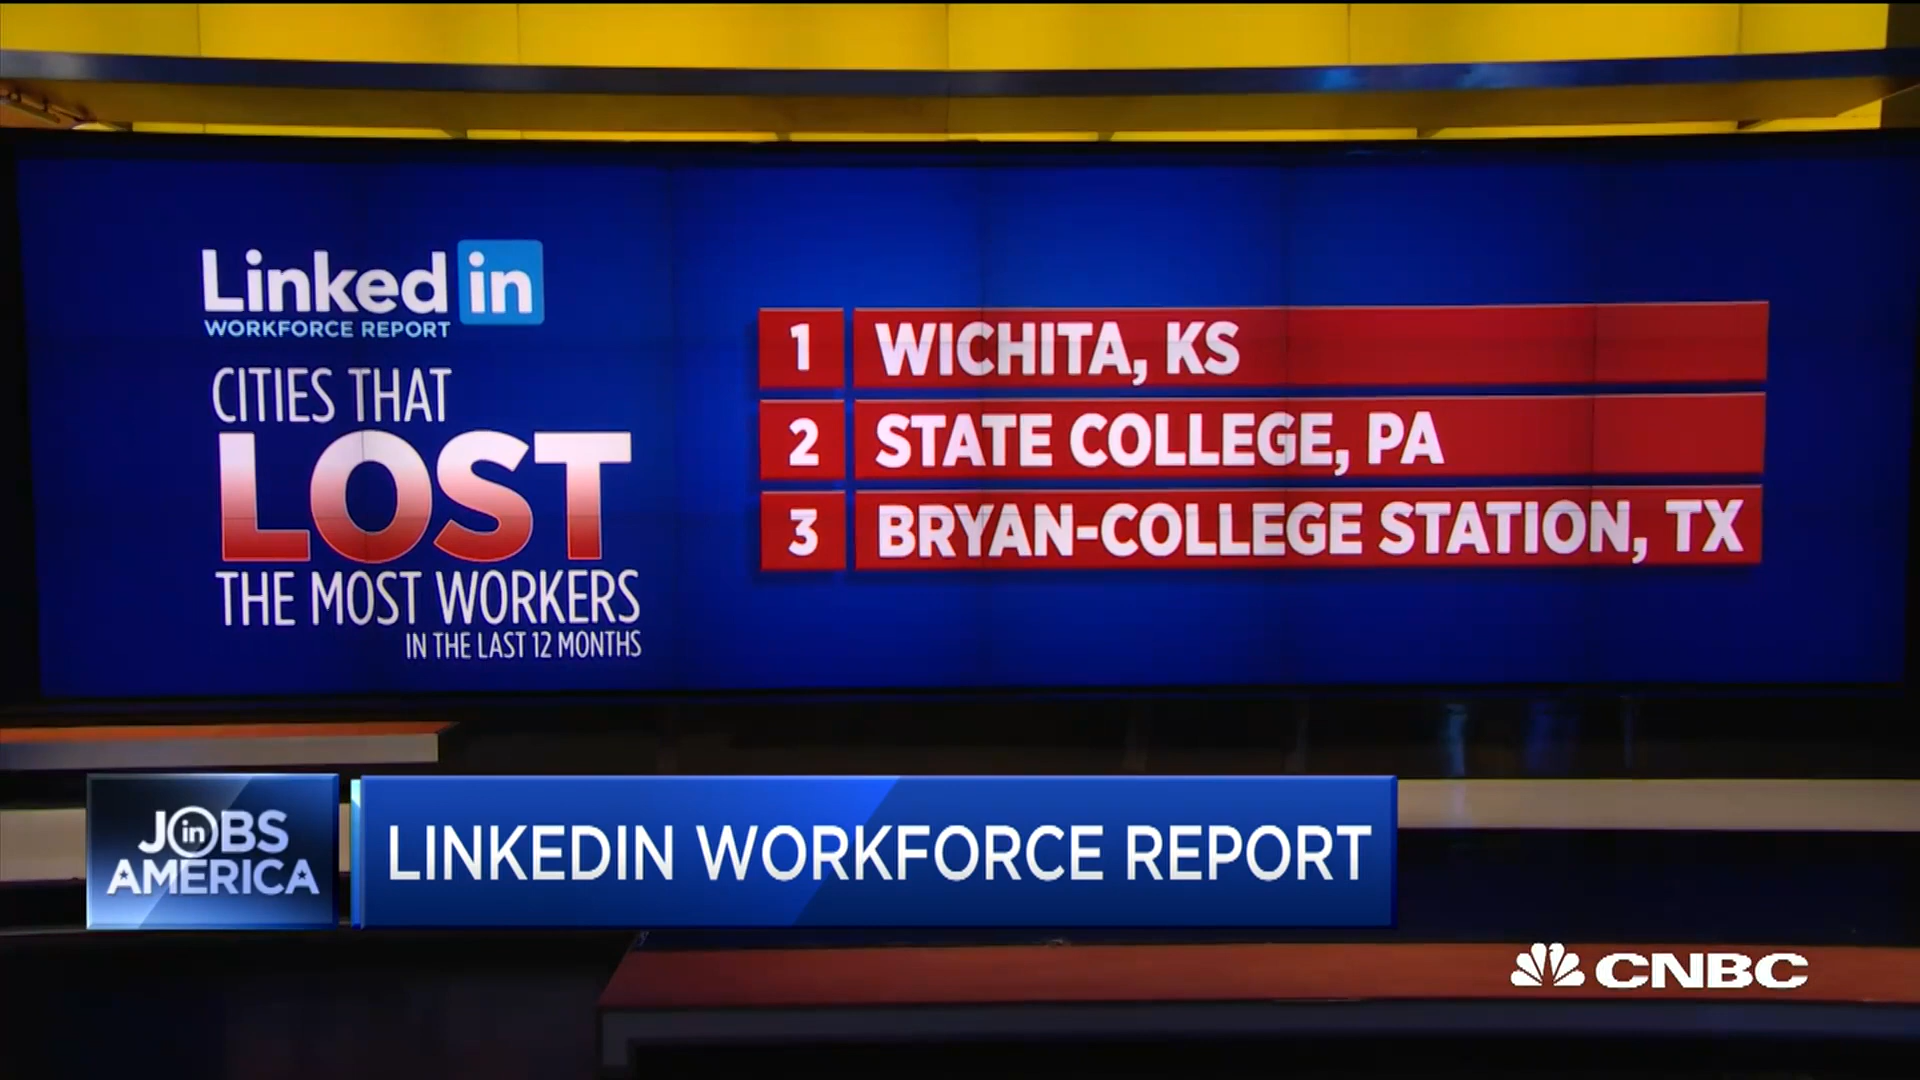 Linked in
WORKFORCE REPORT
CITIES THAT
LOST
THE MOST WORKERS
IN THE LAST 12 MONTHS
1 WICHITA, KS
2 STATE COLLEGE, PA
3 BRYAN-COLLEGE STATION, TX
JOBS
in
AMERICA
LINKEDIN WORKFORCE REPORT
CNBC